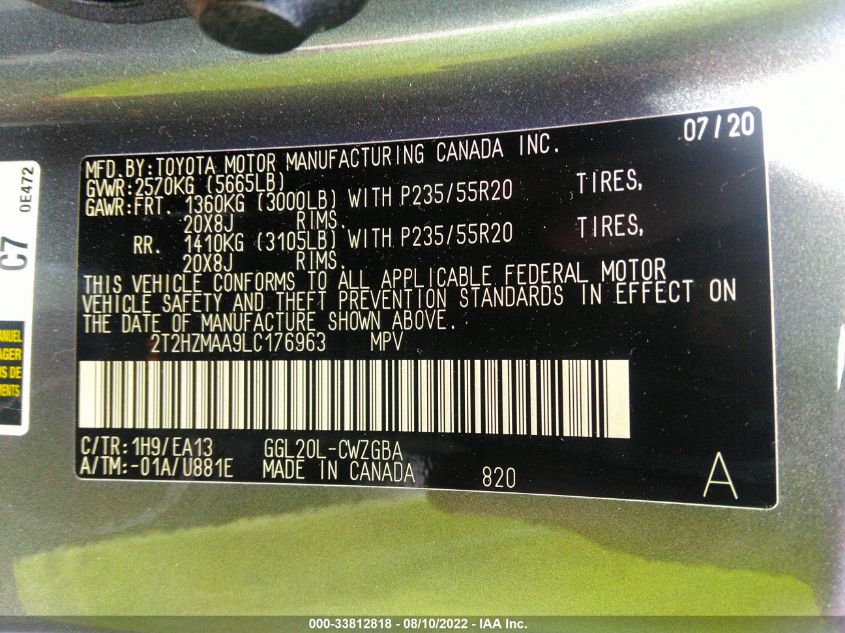 07/20
MFD.BY:TOYOTA MOTOR MANUFACTURING CANADA INC.
GVWR:2570KG (5665LB)
GAWR:FRT. 1360KG (3000LB) WITH P235/55R20 TIRES,
20X8J RIMS.
RR. 1410KG (3105LB) WITH P235/55R20 TIRES,
20X8J RIMS.
THIS VEHICLE CONFORMS TO ALL APPLICABLE FEDERAL MOTOR
VEHICLE SAFETY AND THEFT PREVENTION STANDARDS IN EFFECT ON
THE DATE OF MANUFACTURE SHOWN ABOVE.
2T2HZMAA9LC176963 MPV
C/TR:1H9/EA13 GGL20L-CWZGBA
A/TM:-01A/U881E MADE IN CANADA 820 A
C7
0E472
000-33812818 - 08/10/2022 - IAA Inc.